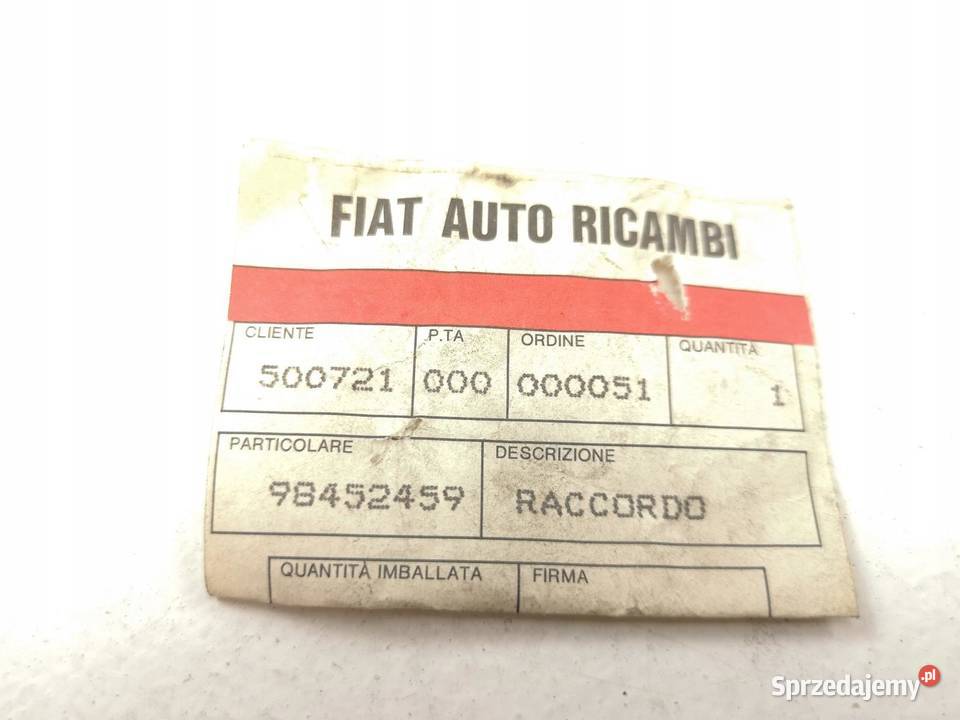 FIAT AUTO RICAMBI
CLIENTE P.TA ORDINE QUANTITÀ
500721 000 000051 1
PARTICOLARE DESCRIZIONE
98452459 RACCORDO
QUANTITÀ IMBALLATA FIRMA
Sprzedajemy.pl